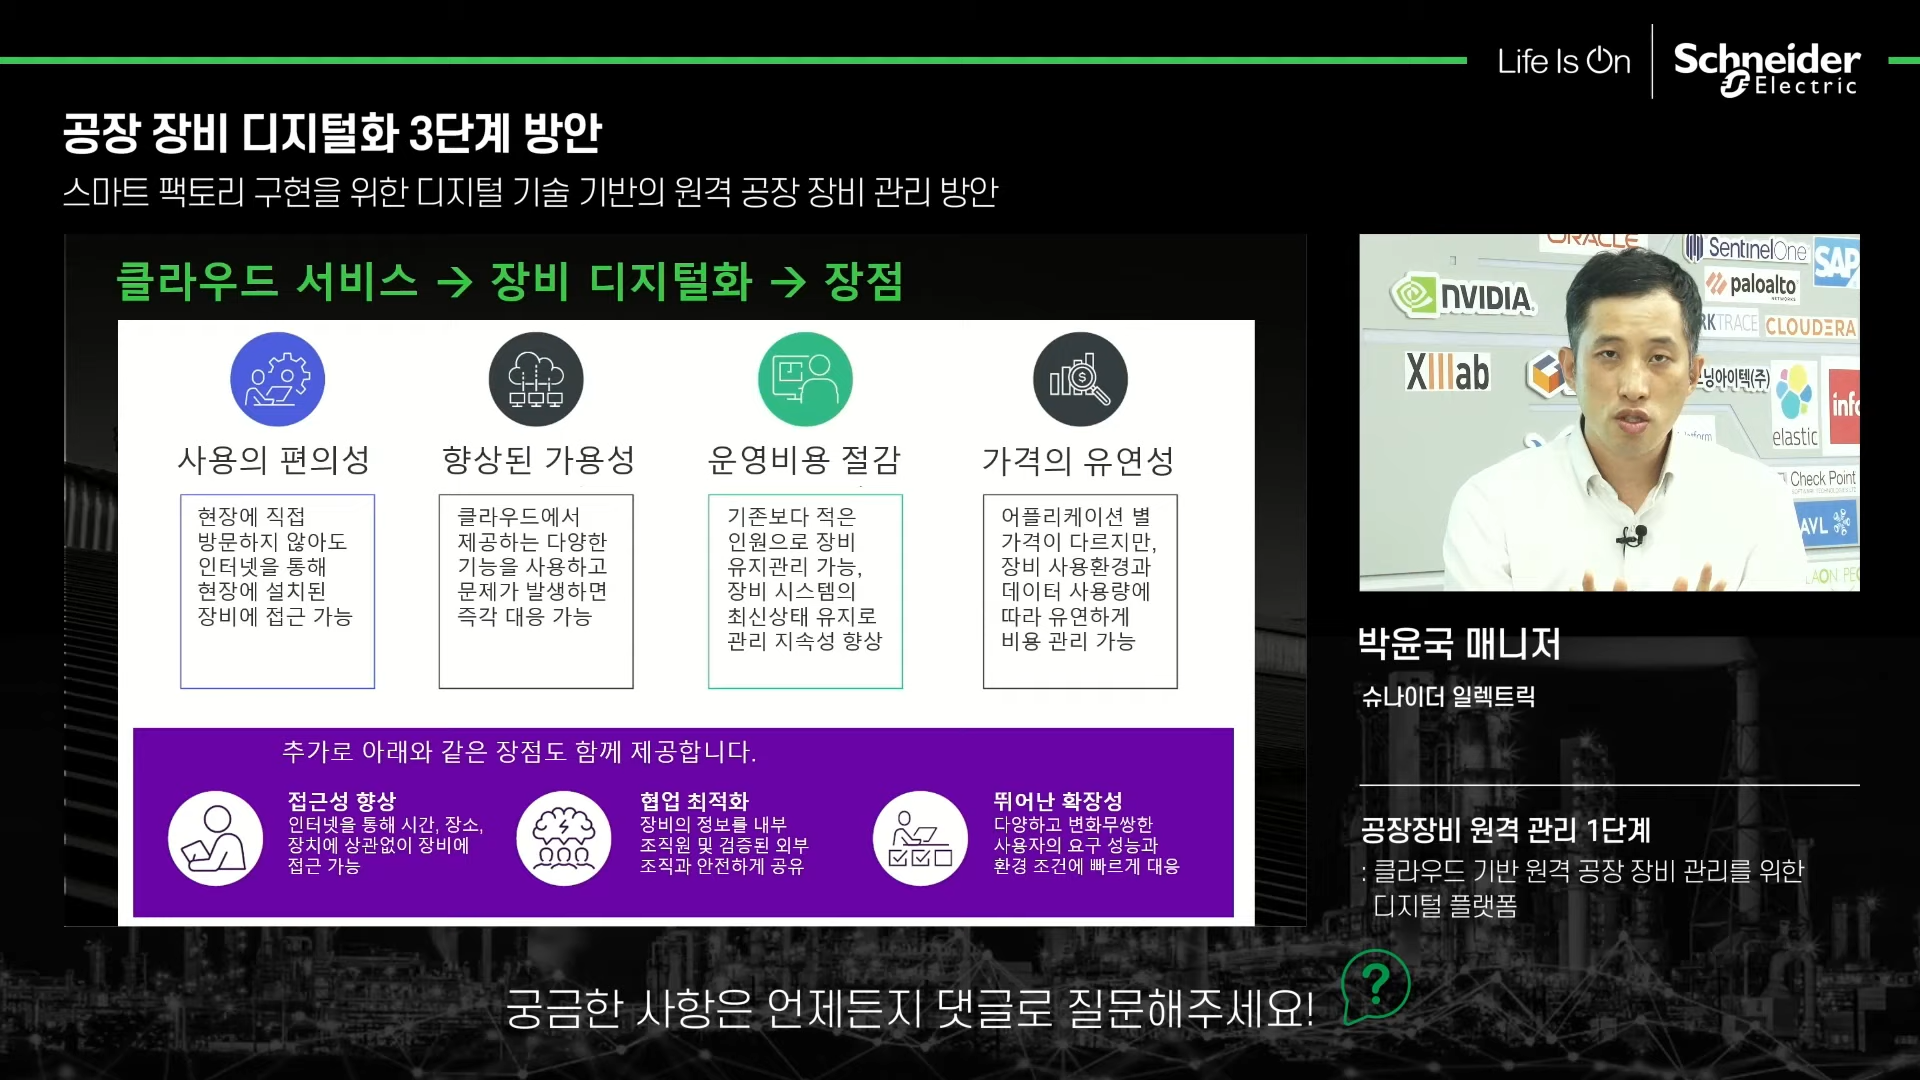 Life Is On
Schneider
Electric
공장 장비 디지털화 3단계 방안
스마트 팩토리 구현을 위한 디지털 기술 기반의 원격 공장 장비 관리 방안
클라우드 서비스 → 장비 디지털화 → 장점
사용의 편의성
현장에 직접
방문하지 않아도
인터넷을 통해
현장에 설치된
장비에 접근 가능
향상된 가용성
클라우드에서
제공하는 다양한
기능을 사용하고
문제가 발생하면
즉각 대응 가능
운영비용 절감
기존보다 적은
인원으로 장비
유지관리 가능,
장비 시스템의
최신상태 유지로
관리 지속성 향상
가격의 유연성
어플리케이션 별
가격이 다르지만,
장비 사용환경과
데이터 사용량에
따라 유연하게
비용 관리 가능
추가로 아래와 같은 장점도 함께 제공합니다.
접근성 향상
인터넷을 통해 시간, 장소,
장치에 상관없이 장비에
접근 가능
협업 최적화
장비의 정보를 내부
조직원 및 검증된 외부
조직과 안전하게 공유
뛰어난 확장성
다양하고 변화무쌍한
사용자의 요구 성능과
환경 조건에 빠르게 대응
ORACLE
SentinelOne
SAP
NVIDIA
paloalto
NETWORKS
RKTRACE
CLOUDERA
XIIIab
닝아이텍(주)
elastic
info
Check Point
AVL
박윤국 매니저
슈나이더 일렉트릭
공장장비 원격 관리 1단계
: 클라우드 기반 원격 공장 장비 관리를 위한
디지털 플랫폼
궁금한 사항은 언제든지 댓글로 질문해주세요!
?